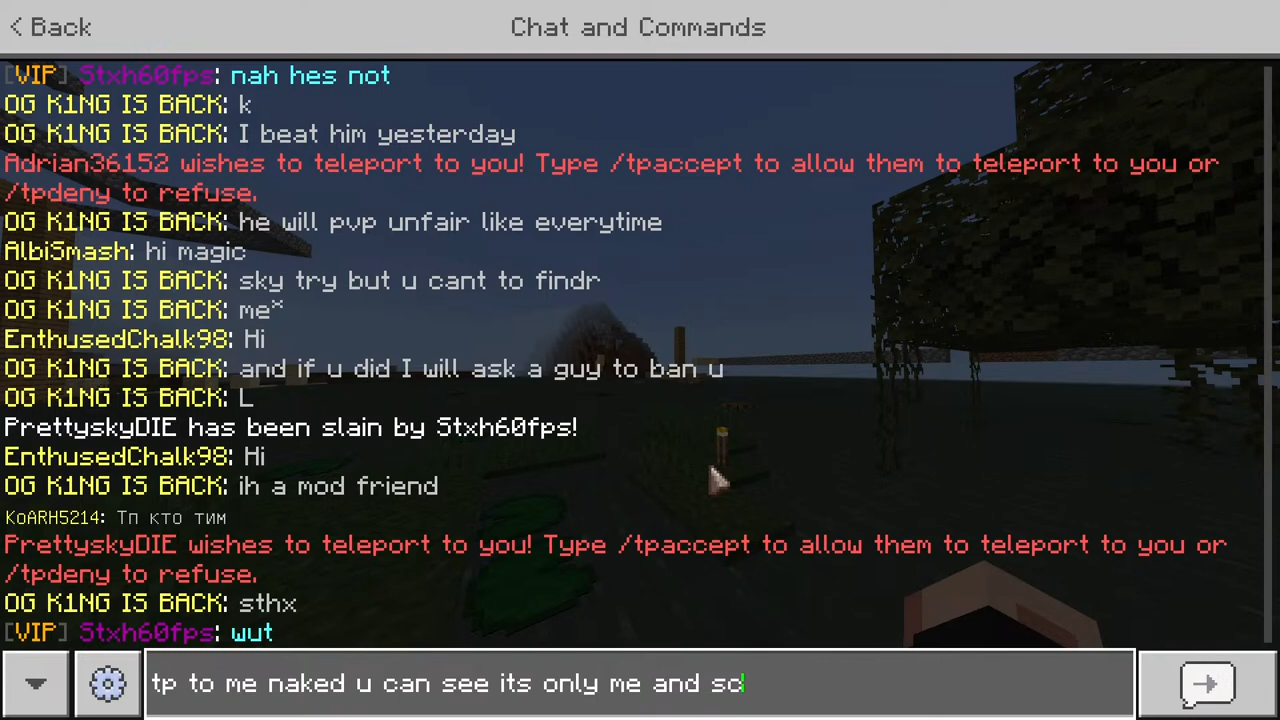 < Back
Chat and Commands
[VIP] Stxh60fps: nah hes not
OG K1NG IS BACK: k
OG K1NG IS BACK: I beat him yesterday
Adrian36152 wishes to teleport to you! Type /tpaccept to allow them to teleport to you or
/tpdeny to refuse.
OG K1NG IS BACK: he will pvp unfair like everytime
AlbiSmash: hi magic
OG K1NG IS BACK: sky try but u cant to findr
OG K1NG IS BACK: me*
EnthusedChalk98: Hi
OG K1NG IS BACK: and if u did I will ask a guy to ban u
OG K1NG IS BACK: L
PrettyskyDIE has been slain by Stxh60fps!
EnthusedChalk98: Hi
OG K1NG IS BACK: ih a mod friend
KoARH5214: Тп кто тим
PrettyskyDIE wishes to teleport to you! Type /tpaccept to allow them to teleport to you or
/tpdeny to refuse.
OG K1NG IS BACK: sthx
[VIP] Stxh60fps: wut
tp to me naked u can see its only me and